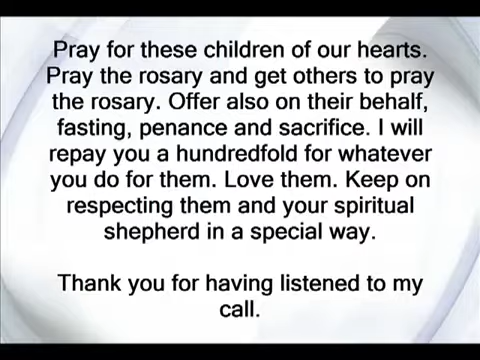 Pray for these children of our hearts.
Pray the rosary and get others to pray
the rosary. Offer also on their behalf,
fasting, penance and sacrifice. I will
repay you a hundredfold for whatever
you do for them. Love them. Keep on
respecting them and your spiritual
shepherd in a special way.
Thank you for having listened to my
call.